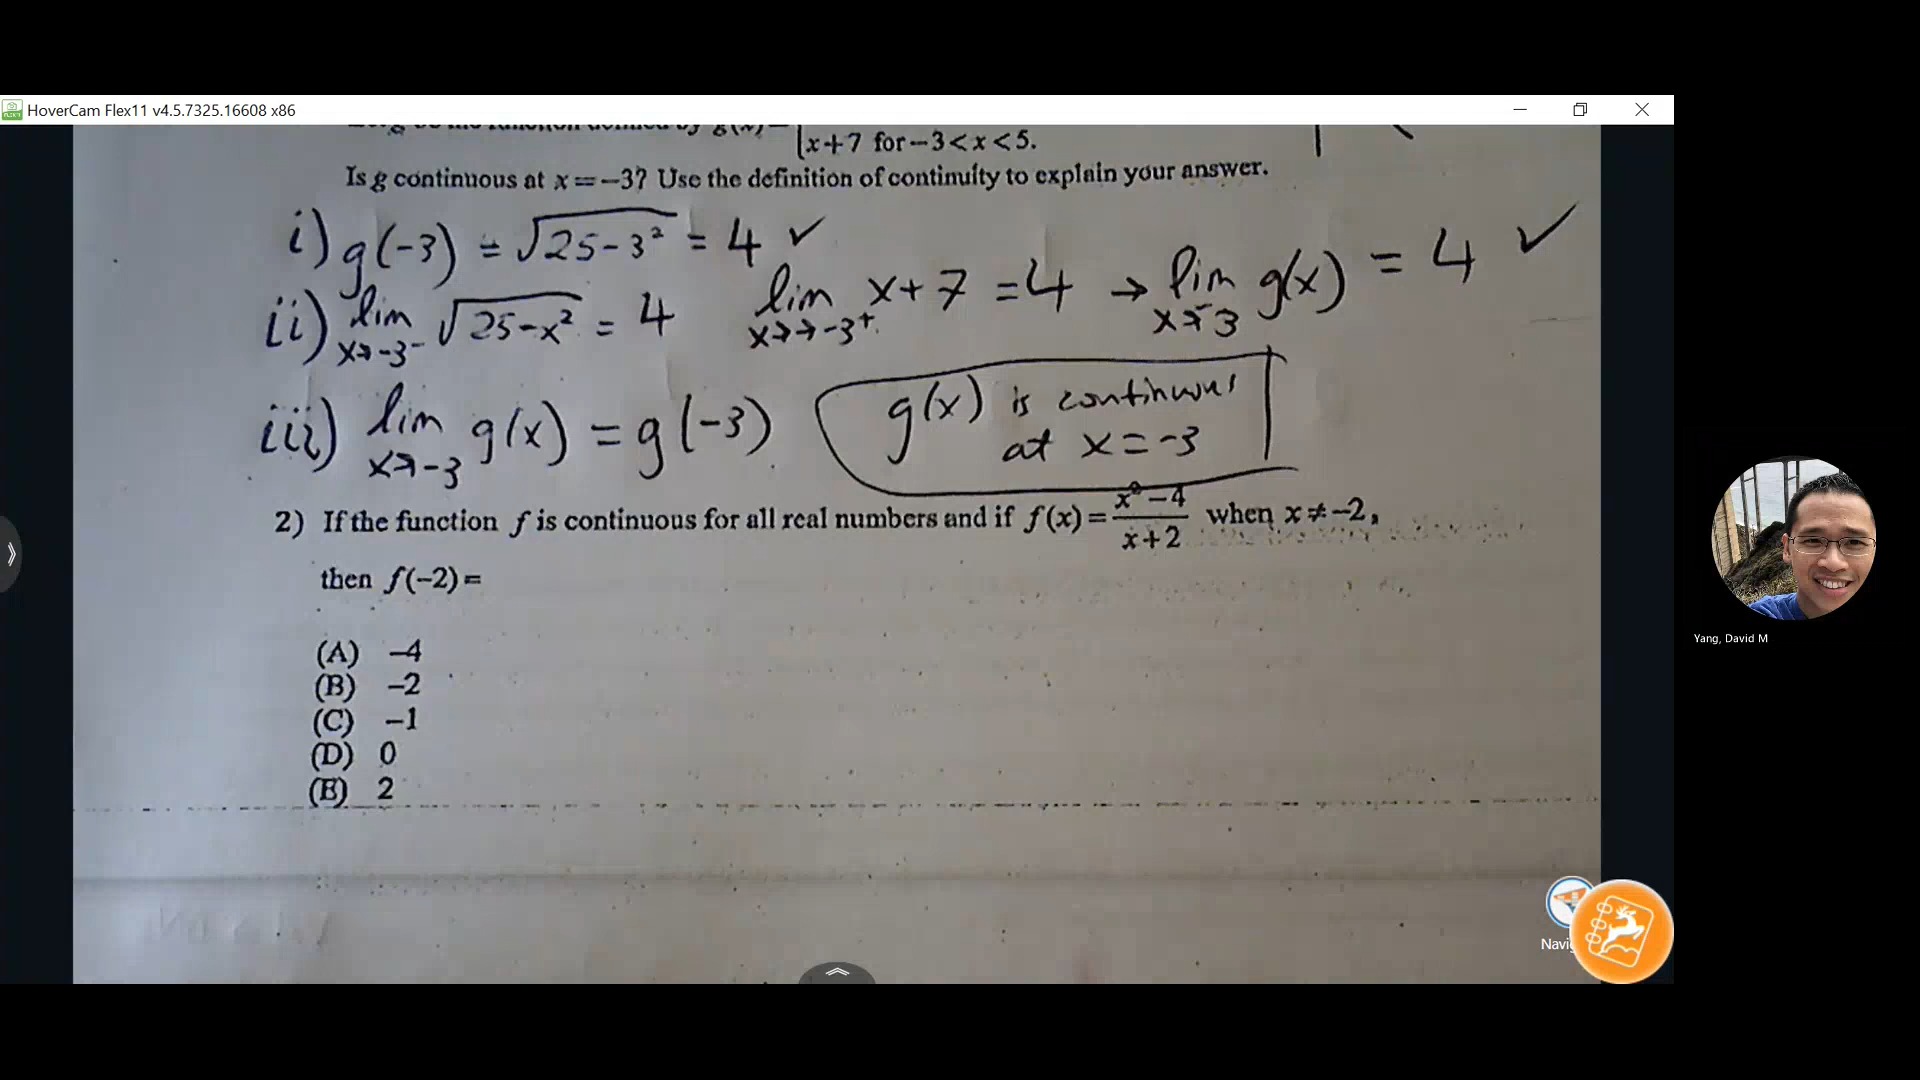 HoverCam Flex11 v4.5.7325.16608 x86
x+7 for −3<x<5.
Is g continuous at x=−3? Use the definition of continuity to explain your answer.
i) g(-3) = √25-3² = 4 ✓
ii) lim x→-3⁻ √25-x² = 4 lim x→-3⁺ x+7 =4 → lim x→-3 g(x) = 4 ✓
iii) lim x→-3 g(x) = g(-3)
g(x) is continuous
at x=-3
2) If the function f is continuous for all real numbers and if f(x)=x²−4/x+2 when x≠−2,
then f(−2)=
(A) −4
(B) −2
(C) −1
(D) 0
(E) 2
Yang, David M